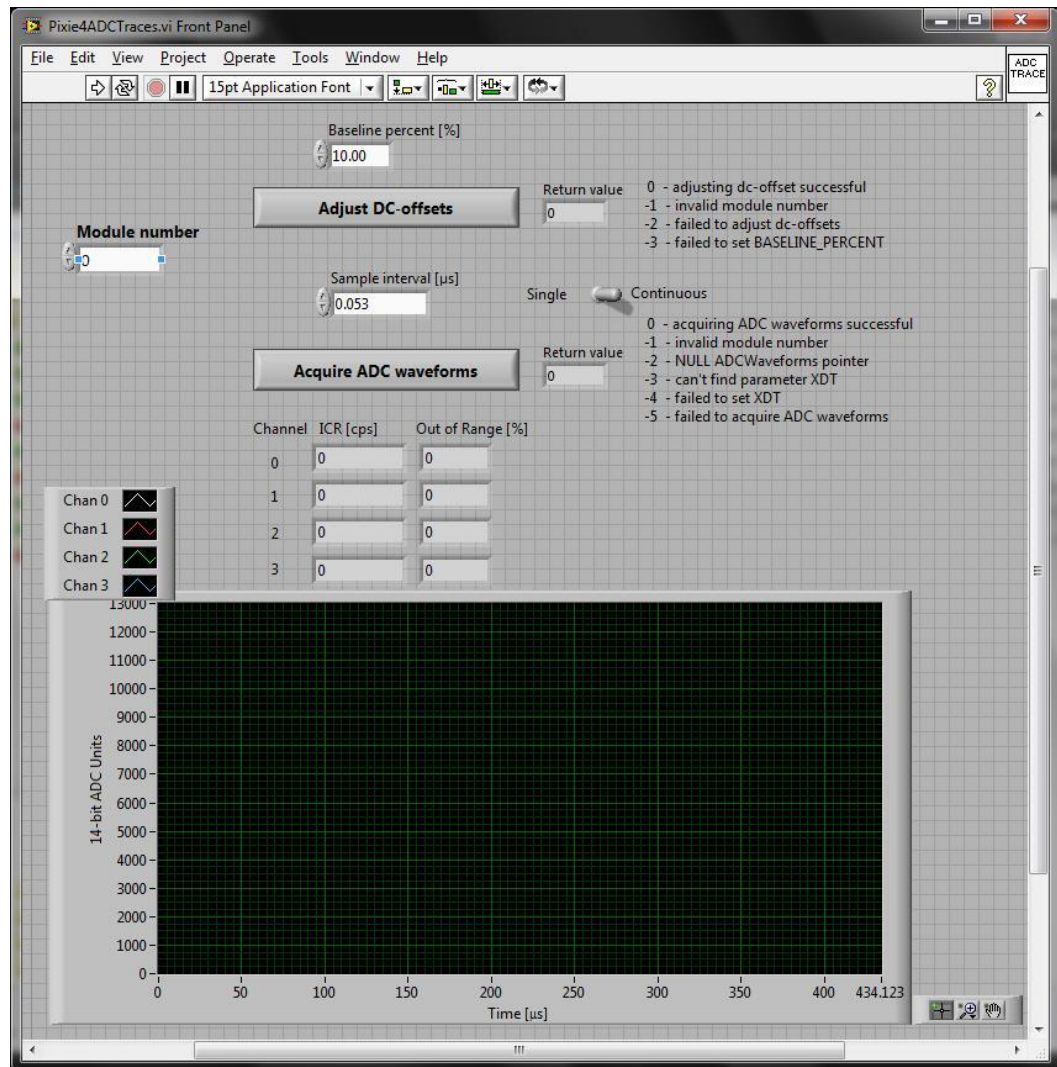 Pixie4ADCTraces.vi Front Panel
File Edit View Project Operate Tools Window Help
15pt Application Font
ADC
TRACE
Baseline percent [%]
10.00
Adjust DC-offsets
Return value
0
0 - adjusting dc-offset successful
-1 - invalid module number
-2 - failed to adjust dc-offsets
-3 - failed to set BASELINE_PERCENT
Module number
0
Sample interval [µs]
0.053
Single Continuous
Acquire ADC waveforms
Return value
0
0 - acquiring ADC waveforms successful
-1 - invalid module number
-2 - NULL ADCWaveforms pointer
-3 - can't find parameter XDT
-4 - failed to set XDT
-5 - failed to acquire ADC waveforms
Channel ICR [cps] Out of Range [%]
0 0 0
1 0 0
2 0 0
3 0 0
Chan 0
Chan 1
Chan 2
Chan 3
13000
12000
11000
10000
9000
8000
7000
6000
5000
4000
3000
2000
1000
0
14-bit ADC Units
0 50 100 150 200 250 300 350 400 434.123
Time [µs]